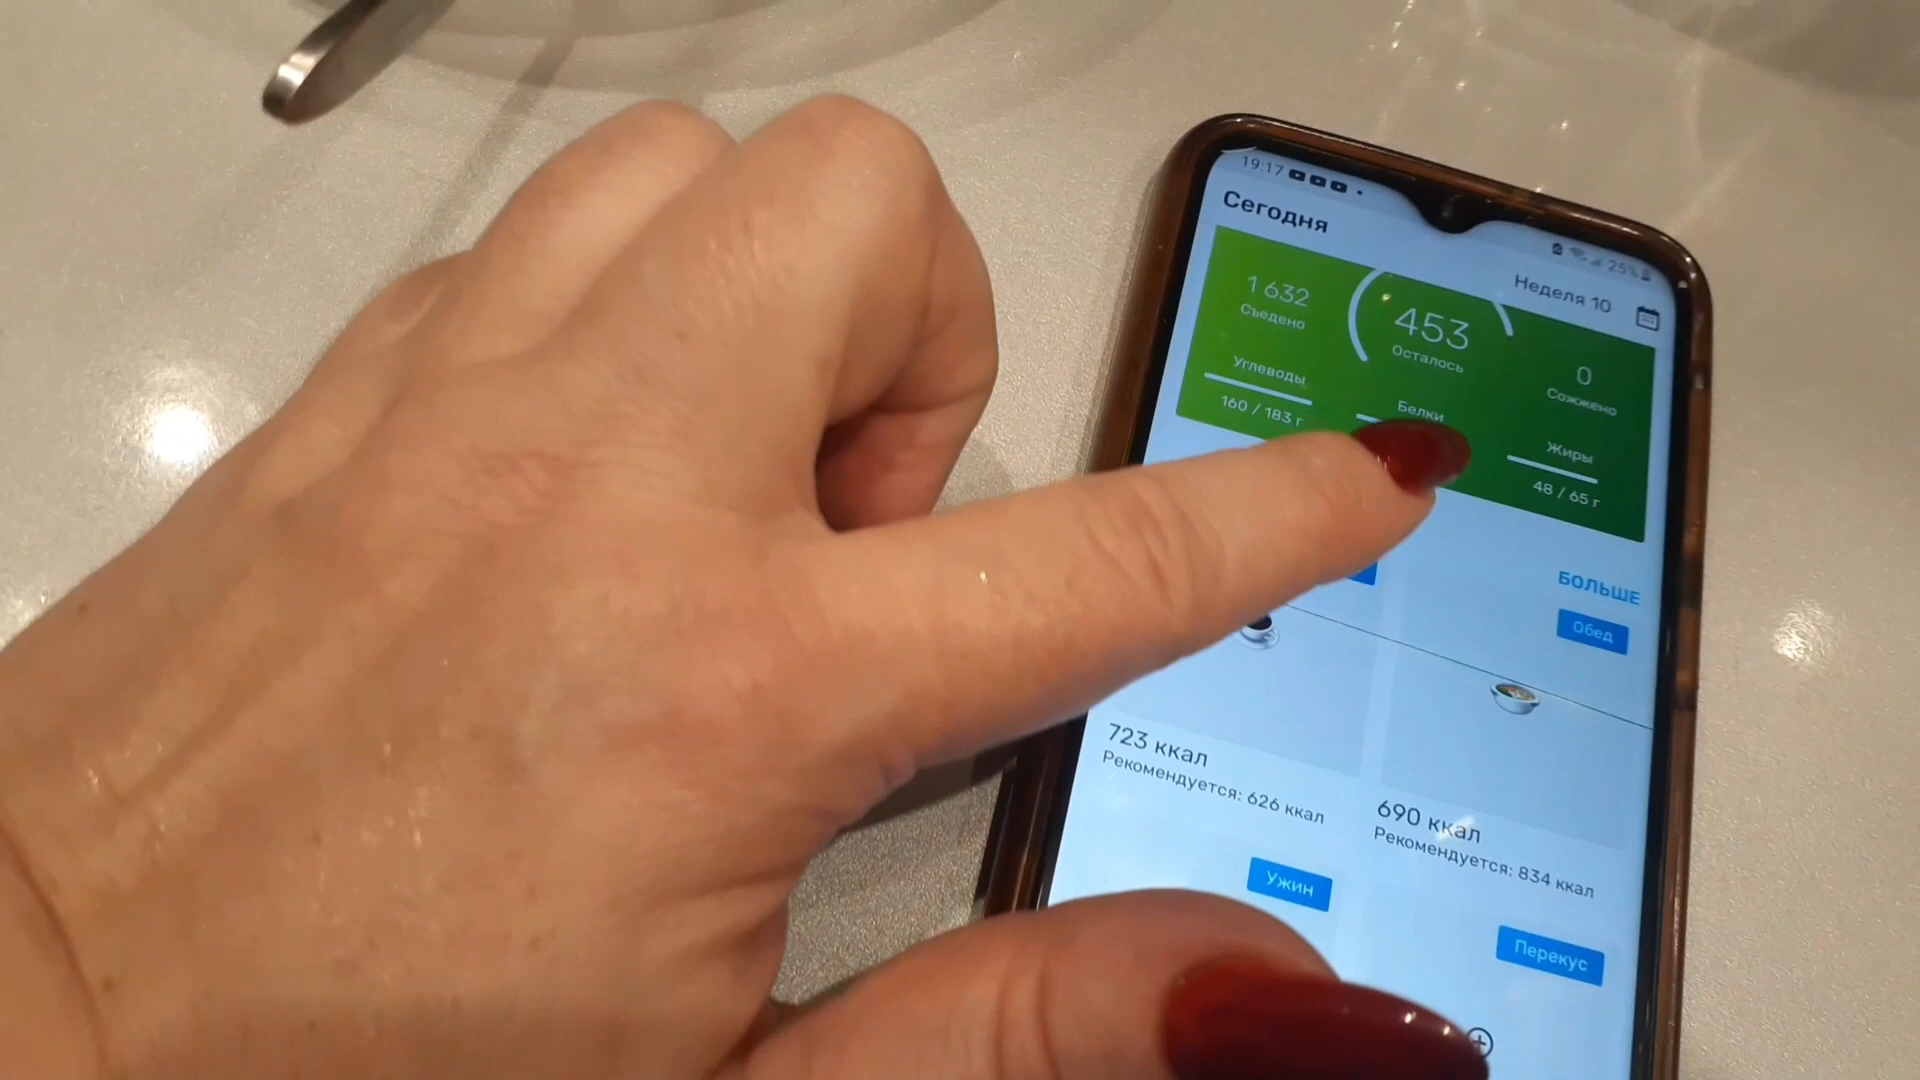 19:17
25%
Сегодня
Неделя 10
1 632
Съедено
453
Осталось
0
Сожжено
Углеводы
160 / 183 г
Белки
Жиры
48 / 65 г
БОЛЬШЕ
Обед
723 ккал
Рекомендуется: 626 ккал
690 ккал
Рекомендуется: 834 ккал
Ужин
Перекус